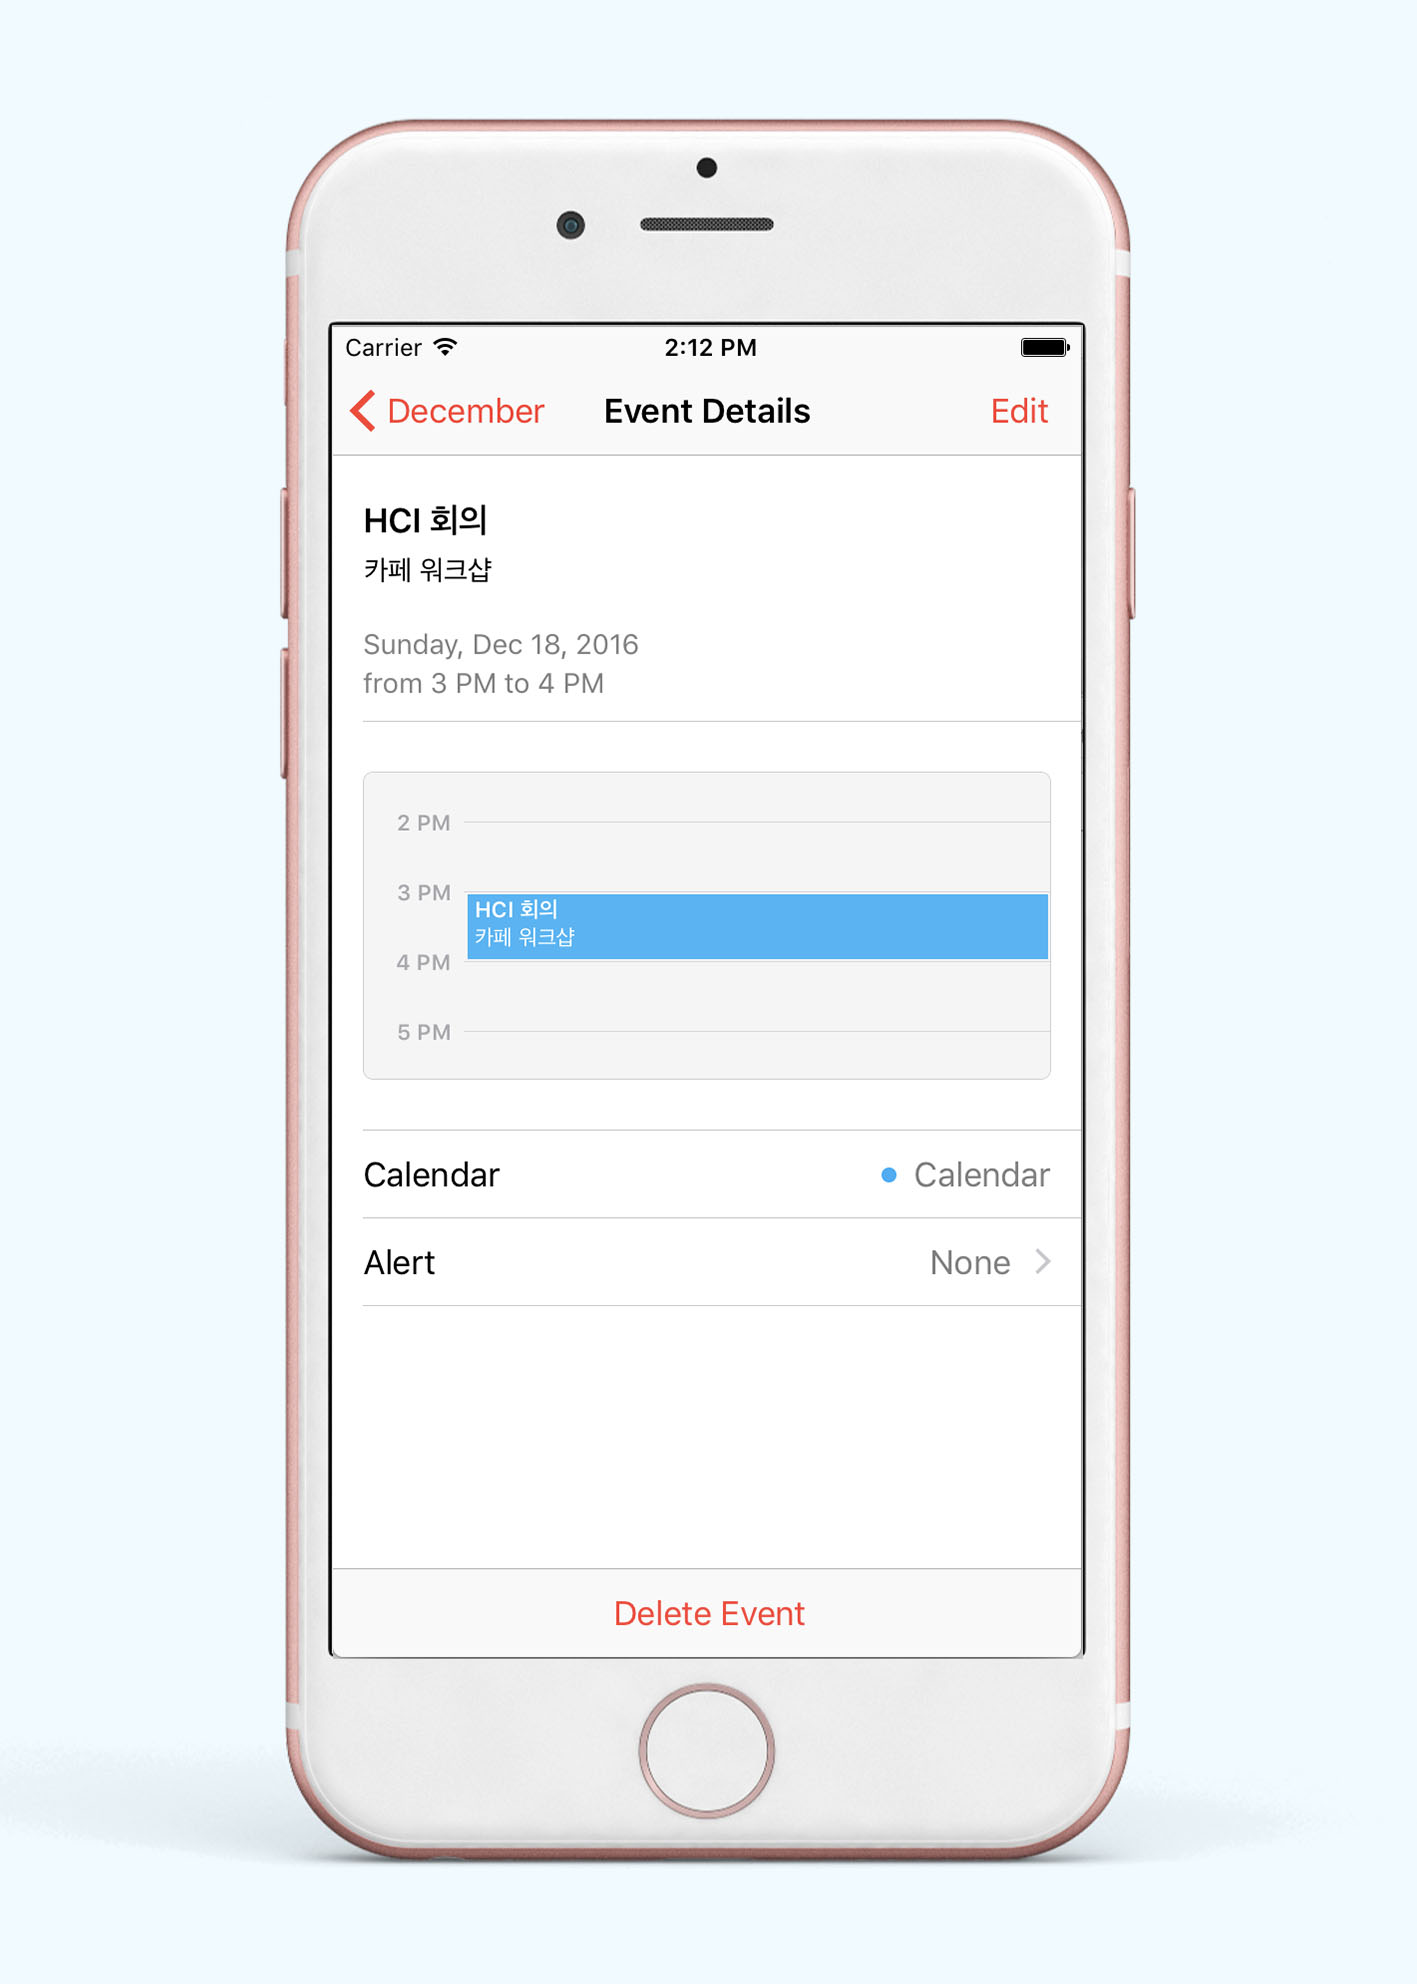 Carrier 2:12 PM
December Event Details Edit
HCI 회의
카페 워크샵
Sunday, Dec 18, 2016
from 3 PM to 4 PM
2 PM
3 PM
HCI 회의
카페 워크샵
4 PM
5 PM
Calendar Calendar
Alert None
Delete Event